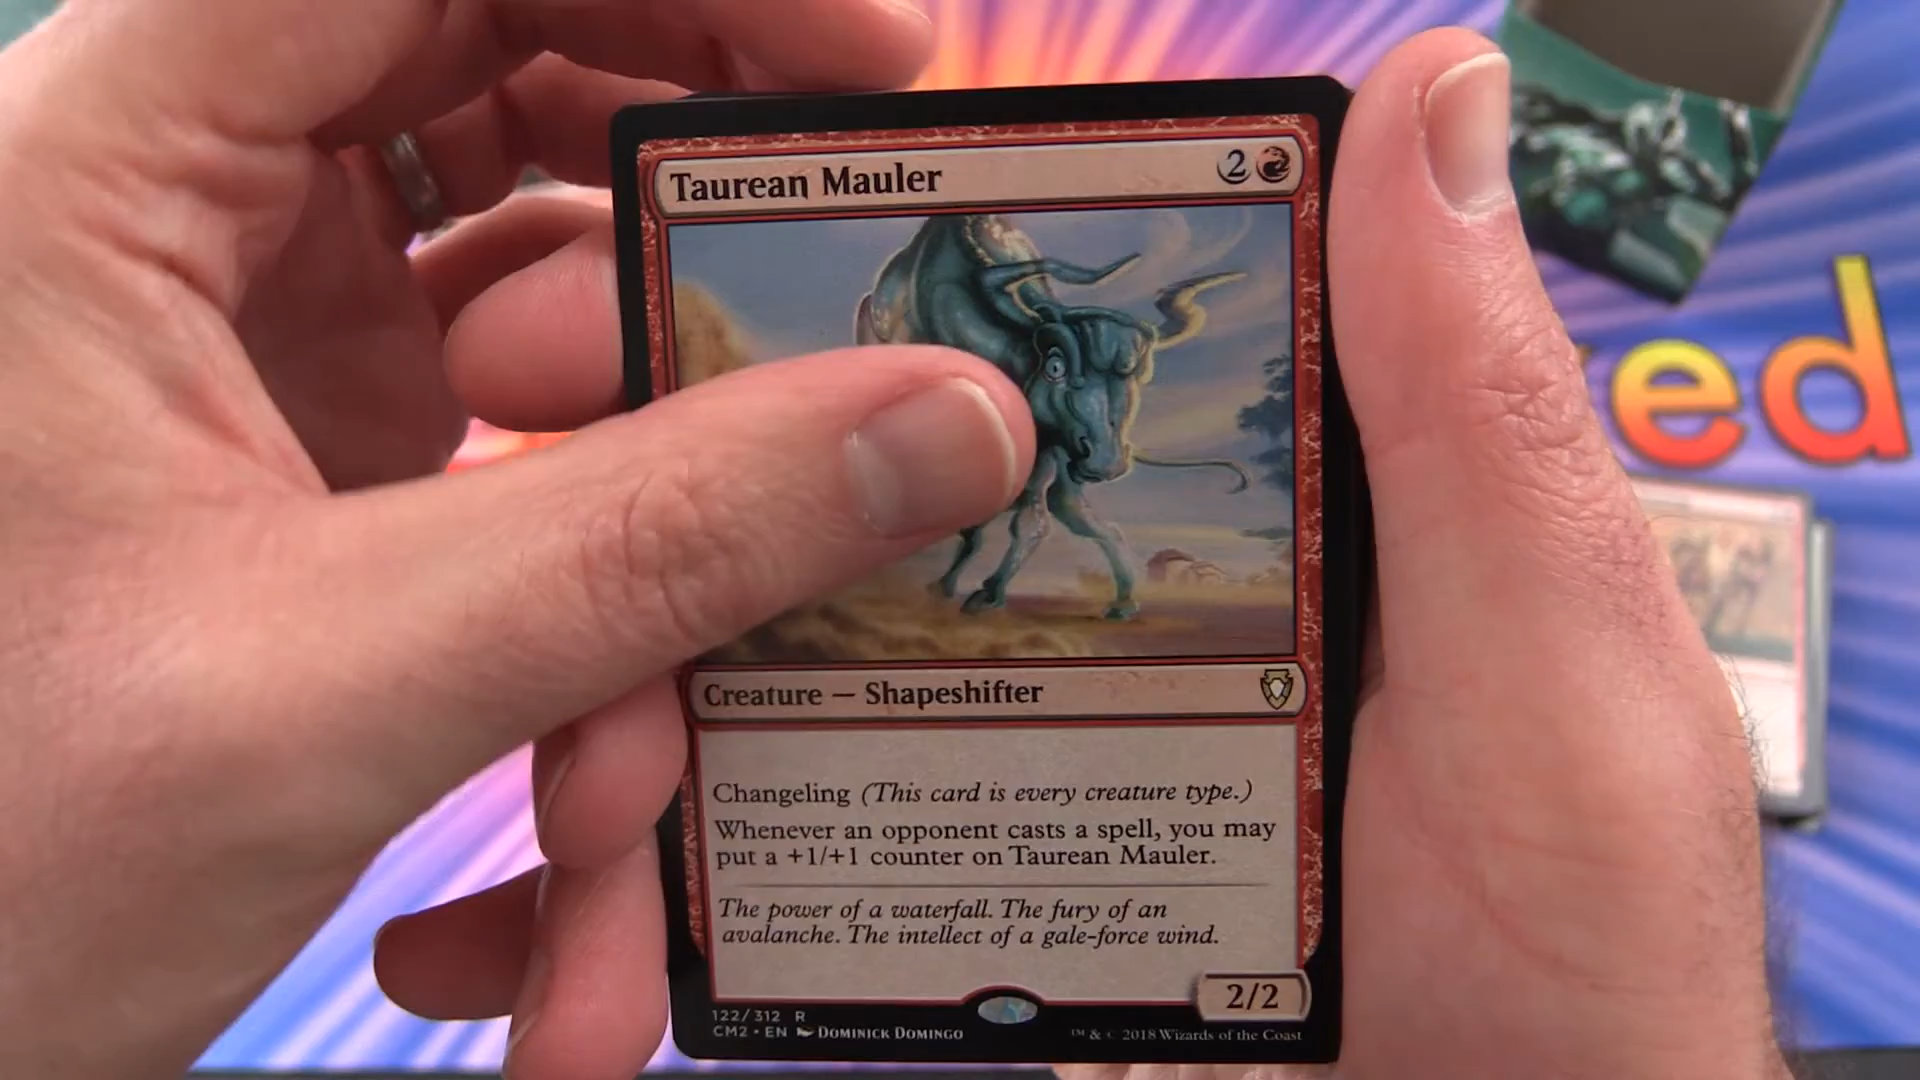 Taurean Mauler 2
ed
Creature — Shapeshifter
Changeling (This card is every creature type.)
Whenever an opponent casts a spell, you may
put a +1/+1 counter on Taurean Mauler.
The power of a waterfall. The fury of an
avalanche. The intellect of a gale-force wind.
2/2
122/312 R
CM2 • EN DOMINICK DOMINGO
™ & © 2018 Wizards of the Coast